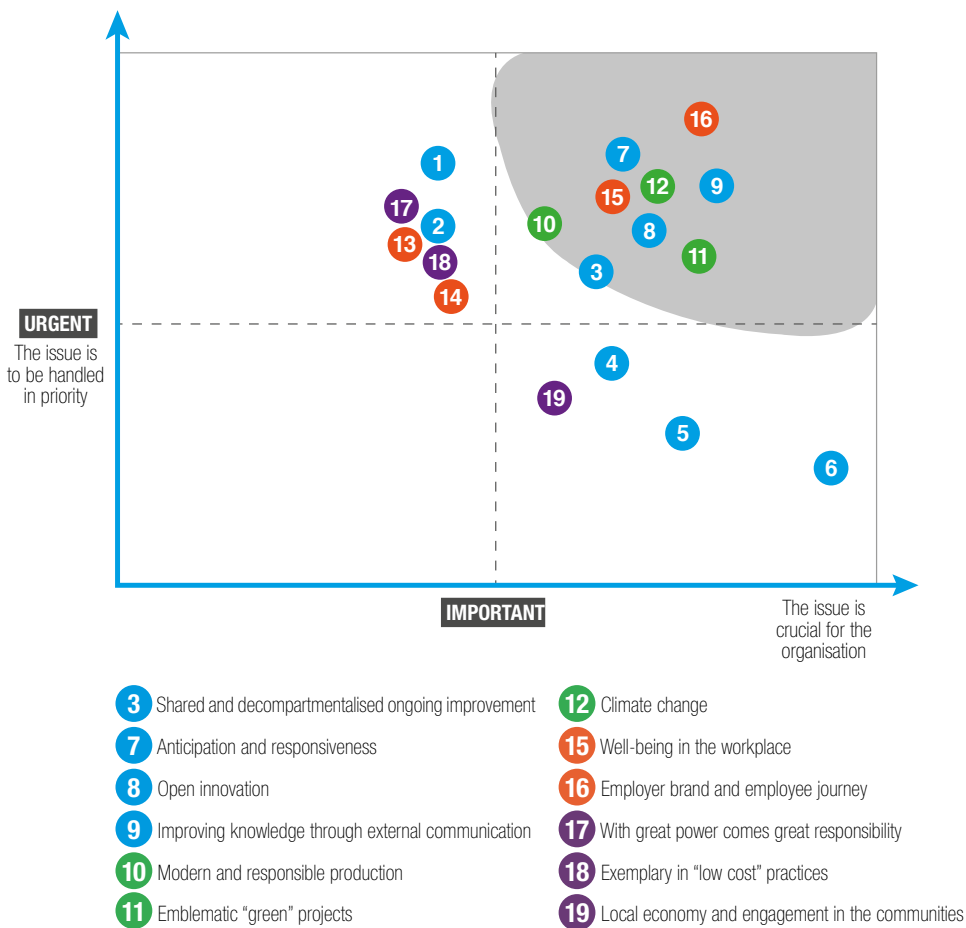 16
7
1
12
9
15
17
10
2
8
13
11
18
3
14
URGENT
The issue is
to be handled
in priority
4
19
5
6
IMPORTANT
The issue is
crucial for the
organisation
3 Shared and decompartmentalised ongoing improvement
7 Anticipation and responsiveness
8 Open innovation
9 Improving knowledge through external communication
10 Modern and responsible production
11 Emblematic “green” projects
12 Climate change
15 Well-being in the workplace
16 Employer brand and employee journey
17 With great power comes great responsibility
18 Exemplary in “low cost” practices
19 Local economy and engagement in the communities